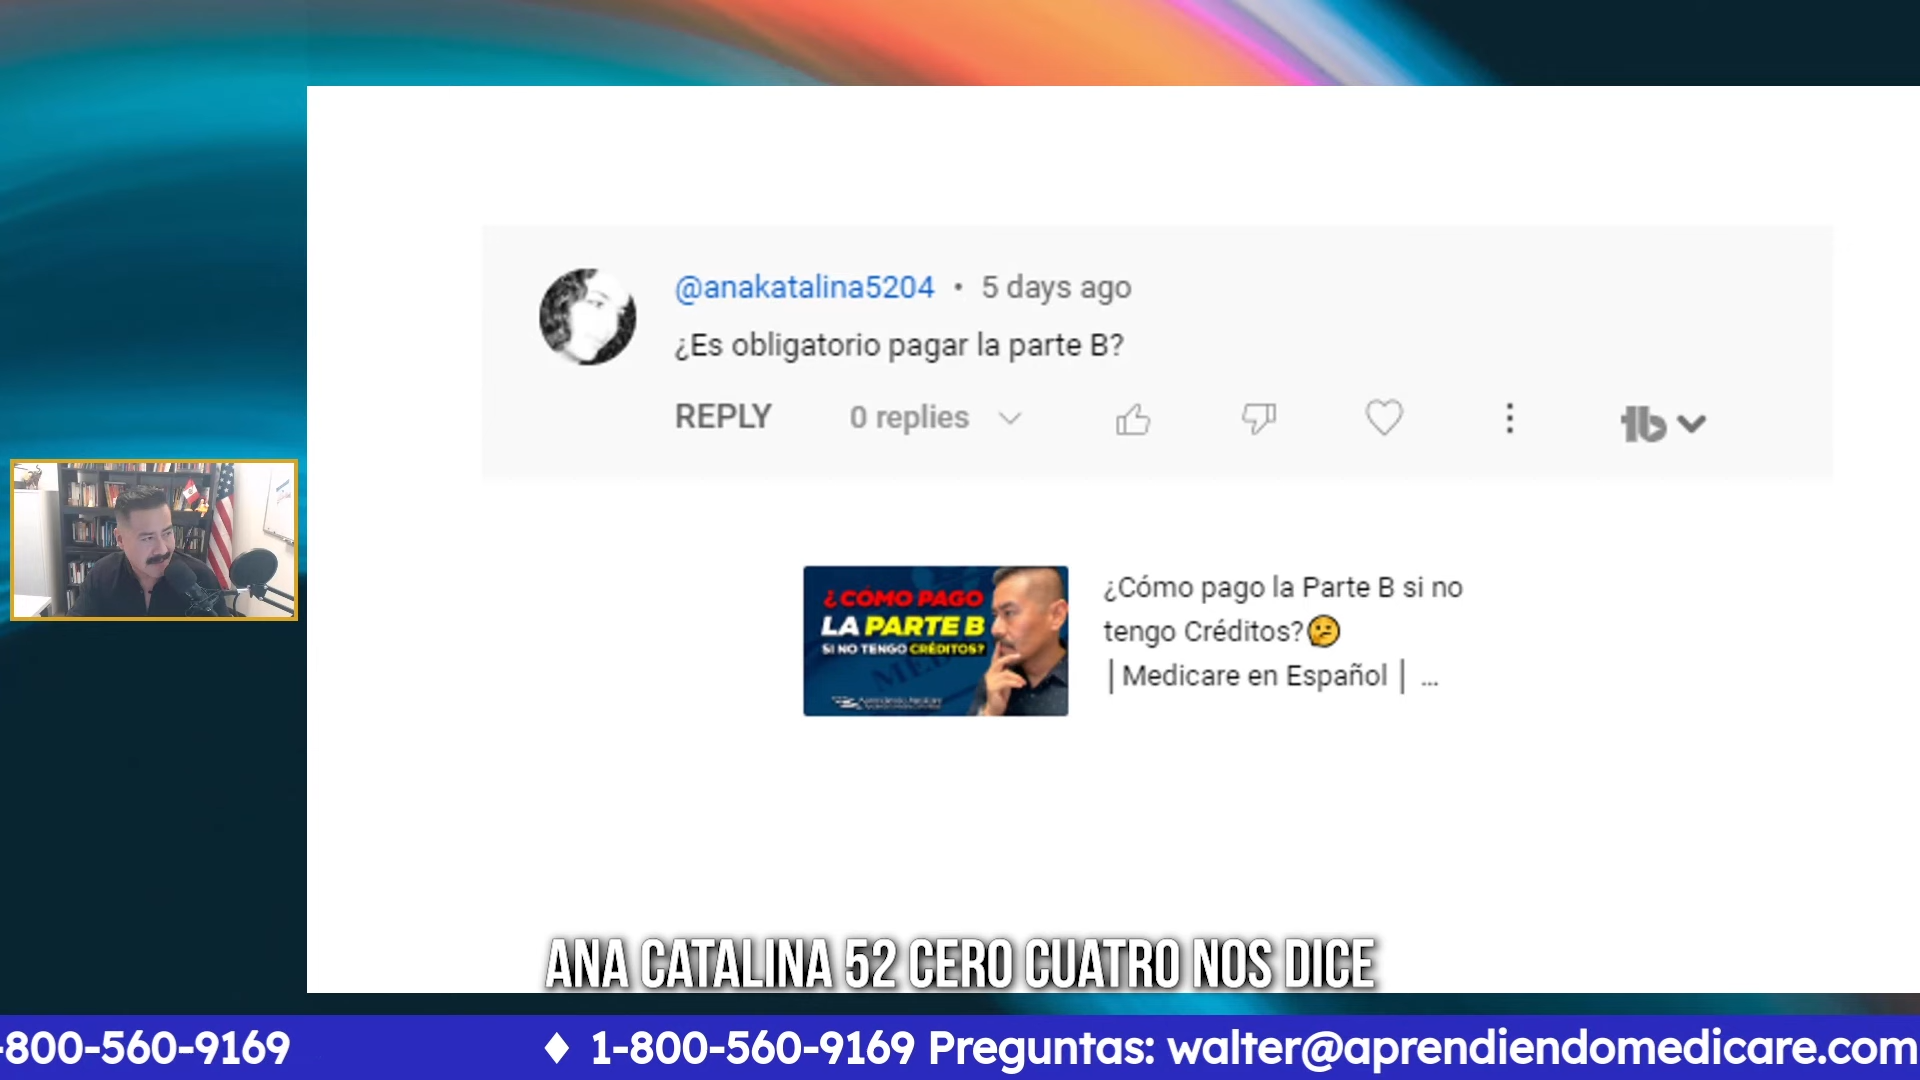 @anakatalina5204 • 5 days ago
¿Es obligatorio pagar la parte B?
REPLY 0 replies
¿CÓMO PAGO
LA PARTE B
SI NO TENGO CRÉDITOS?
¿Cómo pago la Parte B si no
tengo Créditos?🤔
│Medicare en Español│ ...
ANA CATALINA 52 CERO CUATRO NOS DICE
-800-560-9169 ♦ 1-800-560-9169 Preguntas: walter@aprendiendomedicare.com